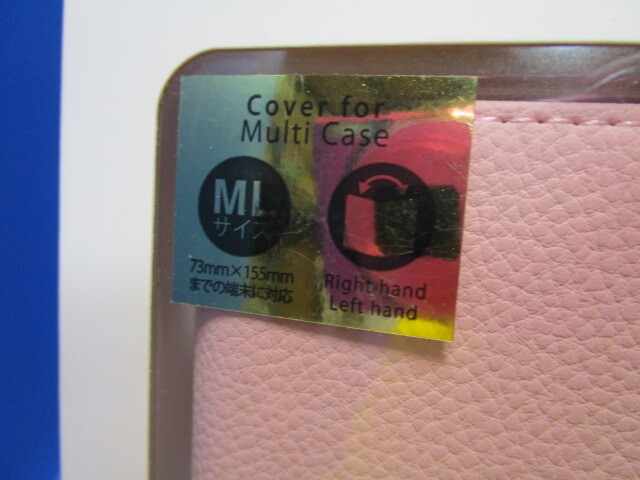 Cover for
Multi Case
ML
サイズ
73mm×155mm
までの端末に対応
Right hand
Left hand